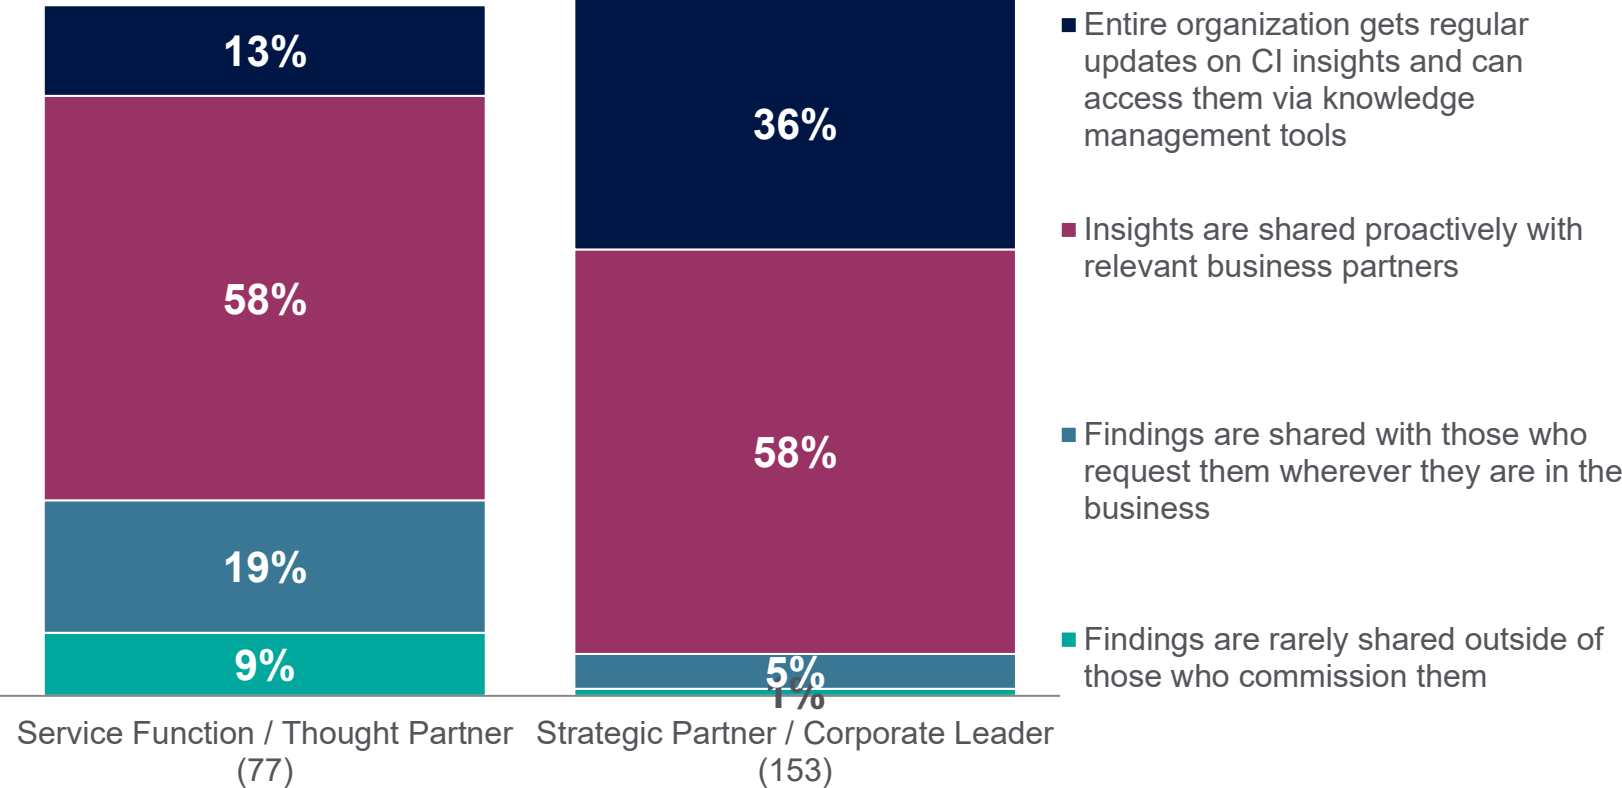 13%
58%
19%
9%
36%
58%
5%
1%
Service Function / Thought Partner
(77)
Strategic Partner / Corporate Leader
(153)
Entire organization gets regular
updates on CI insights and can
access them via knowledge
management tools
Insights are shared proactively with
relevant business partners
Findings are shared with those who
request them wherever they are in the
business
Findings are rarely shared outside of
those who commission them